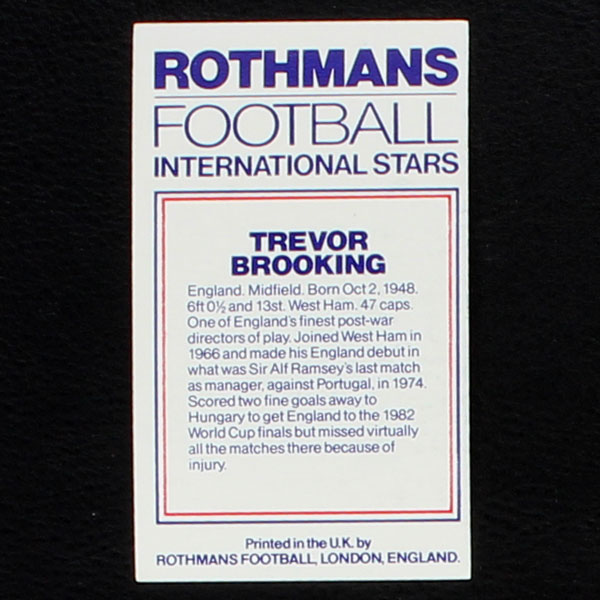 ROTHMANS
FOOTBALL
INTERNATIONAL STARS
TREVOR
BROOKING
England. Midfield. Born Oct 2, 1948.
6ft 0½ and 13st. West Ham. 47 caps.
One of England's finest post-war
directors of play. Joined West Ham in
1966 and made his England debut in
what was Sir Alf Ramsey's last match
as manager, against Portugal, in 1974.
Scored two fine goals away to
Hungary to get England to the 1982
World Cup finals but missed virtually
all the matches there because of
injury.
Printed in the U.K. by
ROTHMANS FOOTBALL, LONDON, ENGLAND.